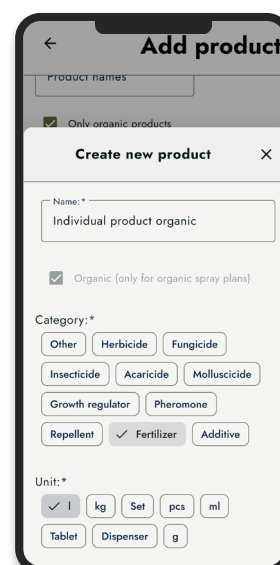 Add product
Product names
Only organic products
Create new product
Name:*
Individual product organic
Organic (only for organic spray plans)
Category:*
Other Herbicide Fungicide
Insecticide Acaricide Molluscicide
Growth regulator Pheromone
Repellent Fertilizer Additive
Unit:*
l kg Set pcs ml
Tablet Dispenser g